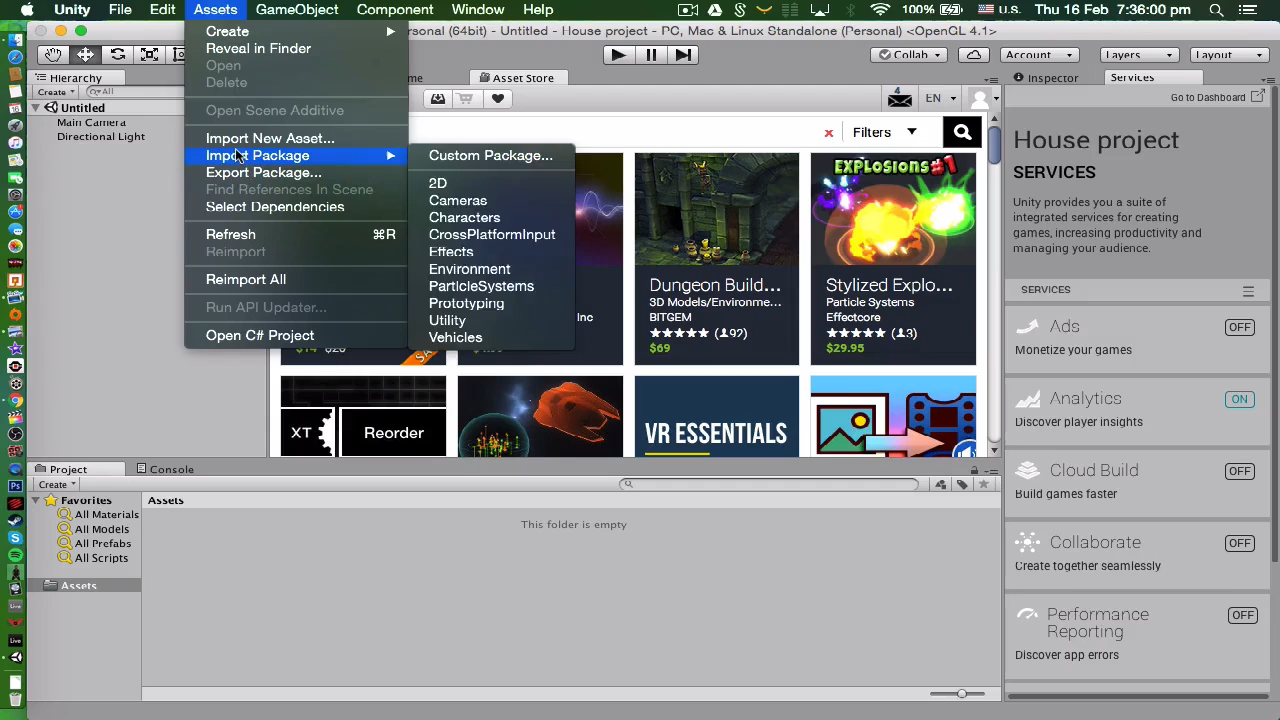 Unity File Edit Assets GameObject Component Window Help U.S. Thu 16 Feb 7:36:00 pm
100%
Personal (64bit) - Untitled - House project - PC, Mac & Linux Standalone (Personal) <OpenGL 4.1>
Collab Account Layers Layout
Hierarchy
Asset Store
Inspector
Services
Create
All
Untitled
Main Camera
Directional Light
Create
Reveal in Finder
Open
Delete
Open Scene Additive
Import New Asset...
Import Package
Export Package...
Find References In Scene
Select Dependencies
Refresh ⌘R
Reimport
Reimport All
Run API Updater...
Open C# Project
Custom Package...
2D
Cameras
Characters
CrossPlatformInput
Effects
Environment
ParticleSystems
Prototyping
Utility
Vehicles
4
EN
Filters
EXPLOSIONS#1
Inc
Dungeon Build...
3D Models/Environme...
BITGEM
(92)
$69
Stylized Explo...
Particle Systems
Effectcore
(3)
$29.95
XT
Reorder
VR ESSENTIALS
Go to Dashboard
House project
SERVICES
Unity provides you a suite of
integrated services for creating
games, increasing productivity
and managing your audience.
SERVICES
Ads
OFF
Monetize your games
Analytics
ON
Discover player insights
Cloud Build
OFF
Build games faster
Collaborate
OFF
Create together seamlessly
Performance
Reporting
OFF
Discover app errors
Project
Console
Create
Favorites
All Materials
All Models
All Prefabs
All Scripts
Assets
Assets
This folder is empty